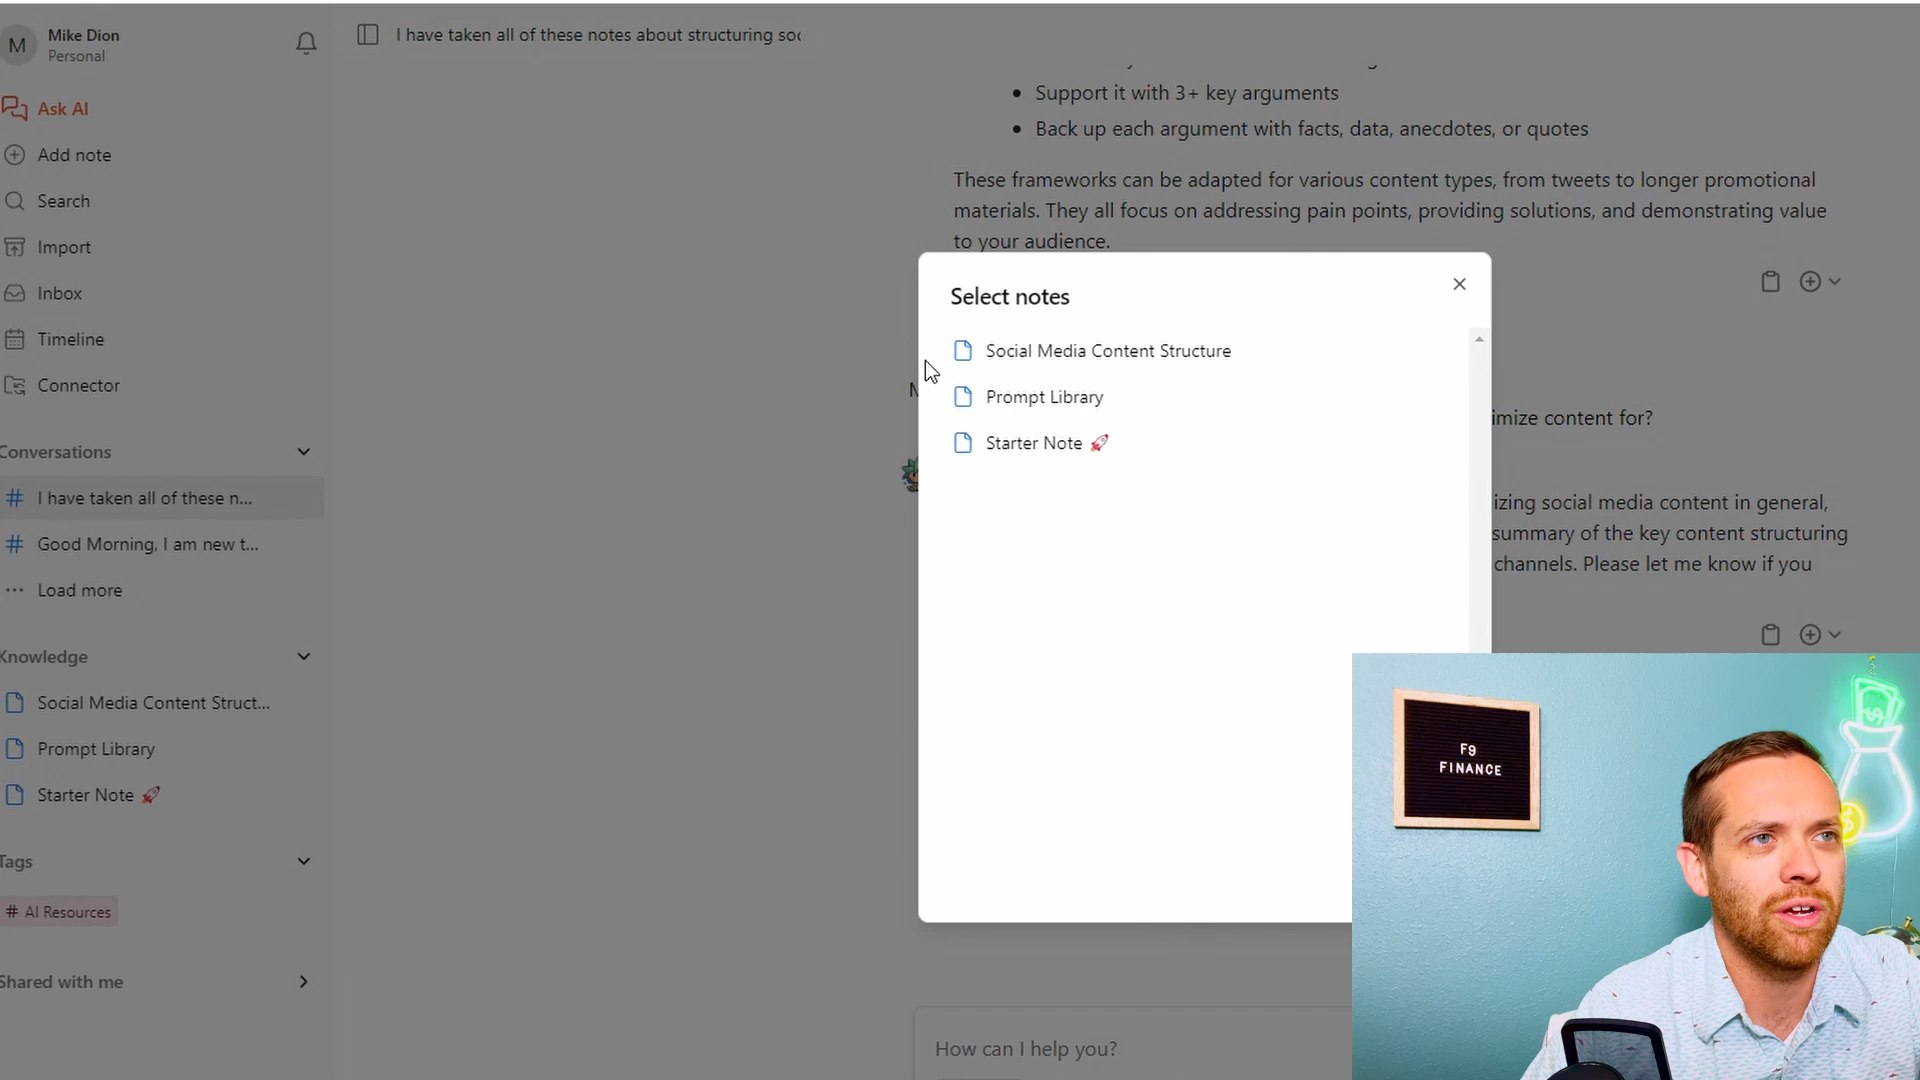 Mike Dion
Personal
Ask AI
Add note
Search
Import
Inbox
Timeline
Connector
Conversations
I have taken all of these n...
Good Morning, I am new t...
Load more
Knowledge
Social Media Content Struct...
Prompt Library
Starter Note 🚀
Tags
# AI Resources
Shared with me
I have taken all of these notes about structuring soc
• Support it with 3+ key arguments
• Back up each argument with facts, data, anecdotes, or quotes
These frameworks can be adapted for various content types, from tweets to longer promotional
materials. They all focus on addressing pain points, providing solutions, and demonstrating value
to your audience.
Select notes
Social Media Content Structure
Prompt Library
Starter Note 🚀
imize content for?
izing social media content in general,
summary of the key content structuring
channels. Please let me know if you
How can I help you?
M
F9
FINANCE